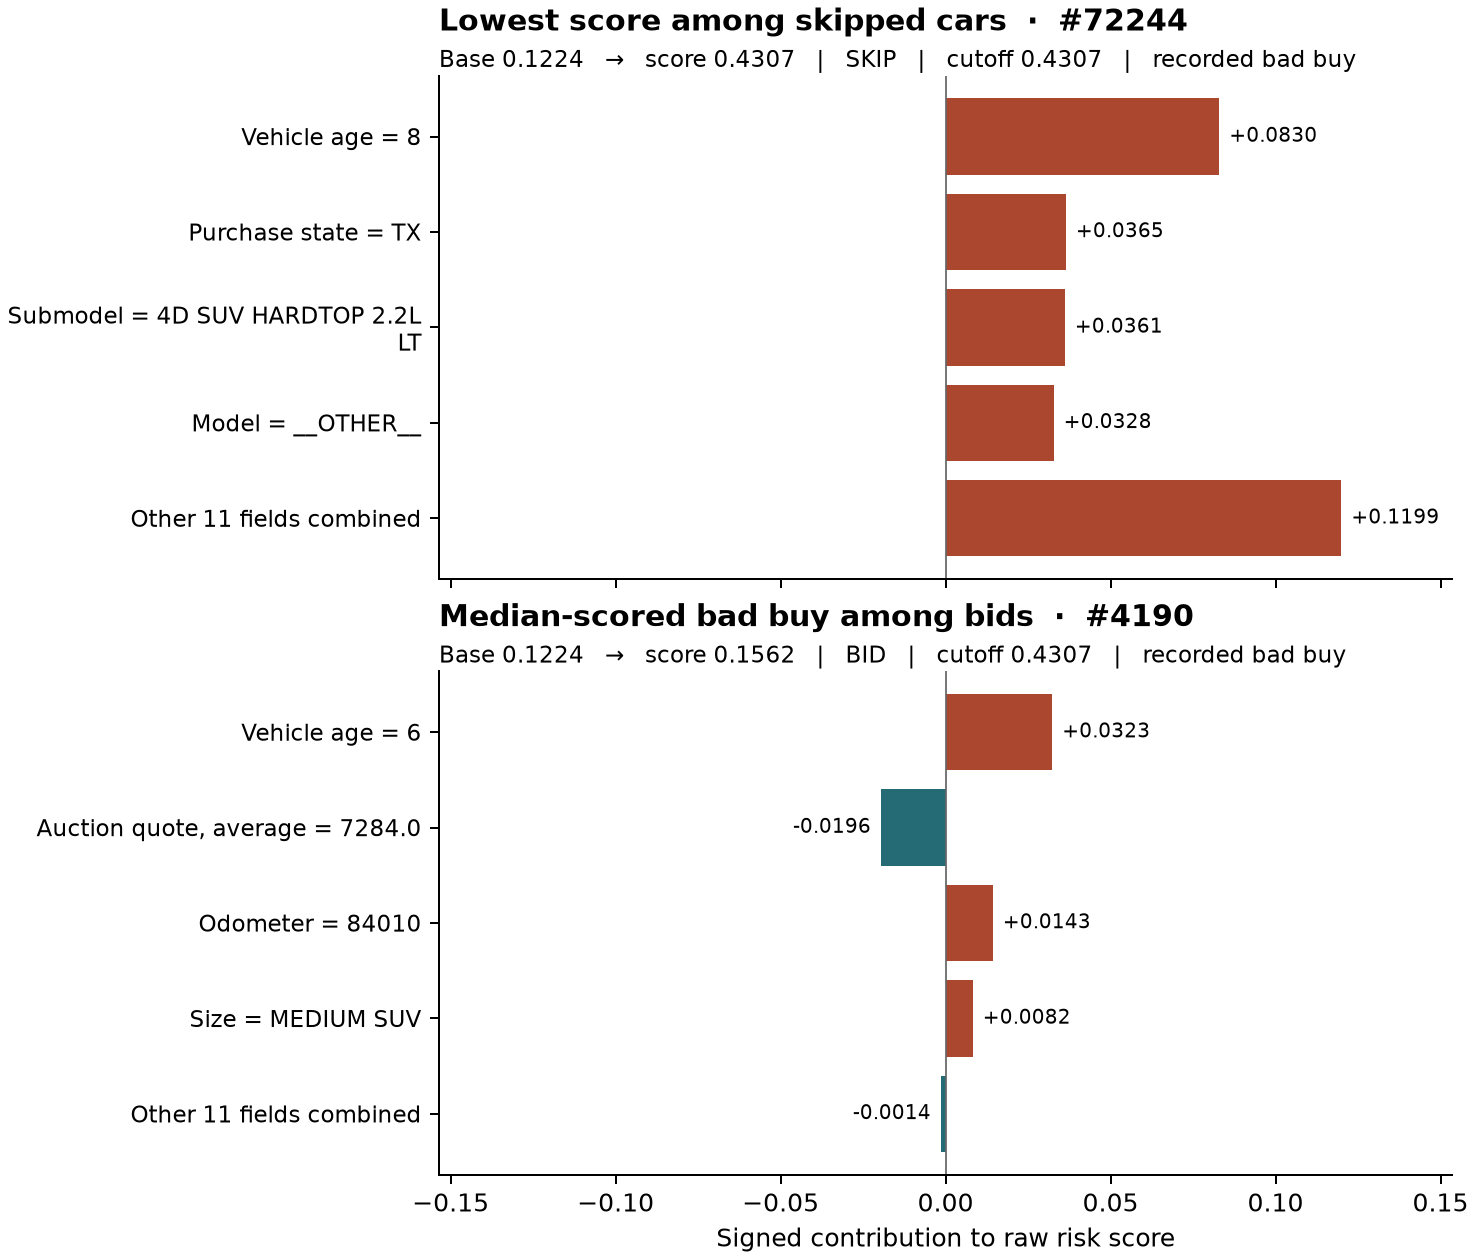 Lowest score among skipped cars · #72244
Base 0.1224 → score 0.4307 | SKIP | cutoff 0.4307 | recorded bad buy
Vehicle age = 8
+0.0830
Purchase state = TX
+0.0365
Submodel = 4D SUV HARDTOP 2.2L
LT
+0.0361
Model = __OTHER__
+0.0328
Other 11 fields combined
+0.1199
Median-scored bad buy among bids · #4190
Base 0.1224 → score 0.1562 | BID | cutoff 0.4307 | recorded bad buy
Vehicle age = 6
+0.0323
Auction quote, average = 7284.0
-0.0196
Odometer = 84010
+0.0143
Size = MEDIUM SUV
+0.0082
Other 11 fields combined
-0.0014
−0.15 −0.10 −0.05 0.00 0.05 0.10 0.15
Signed contribution to raw risk score